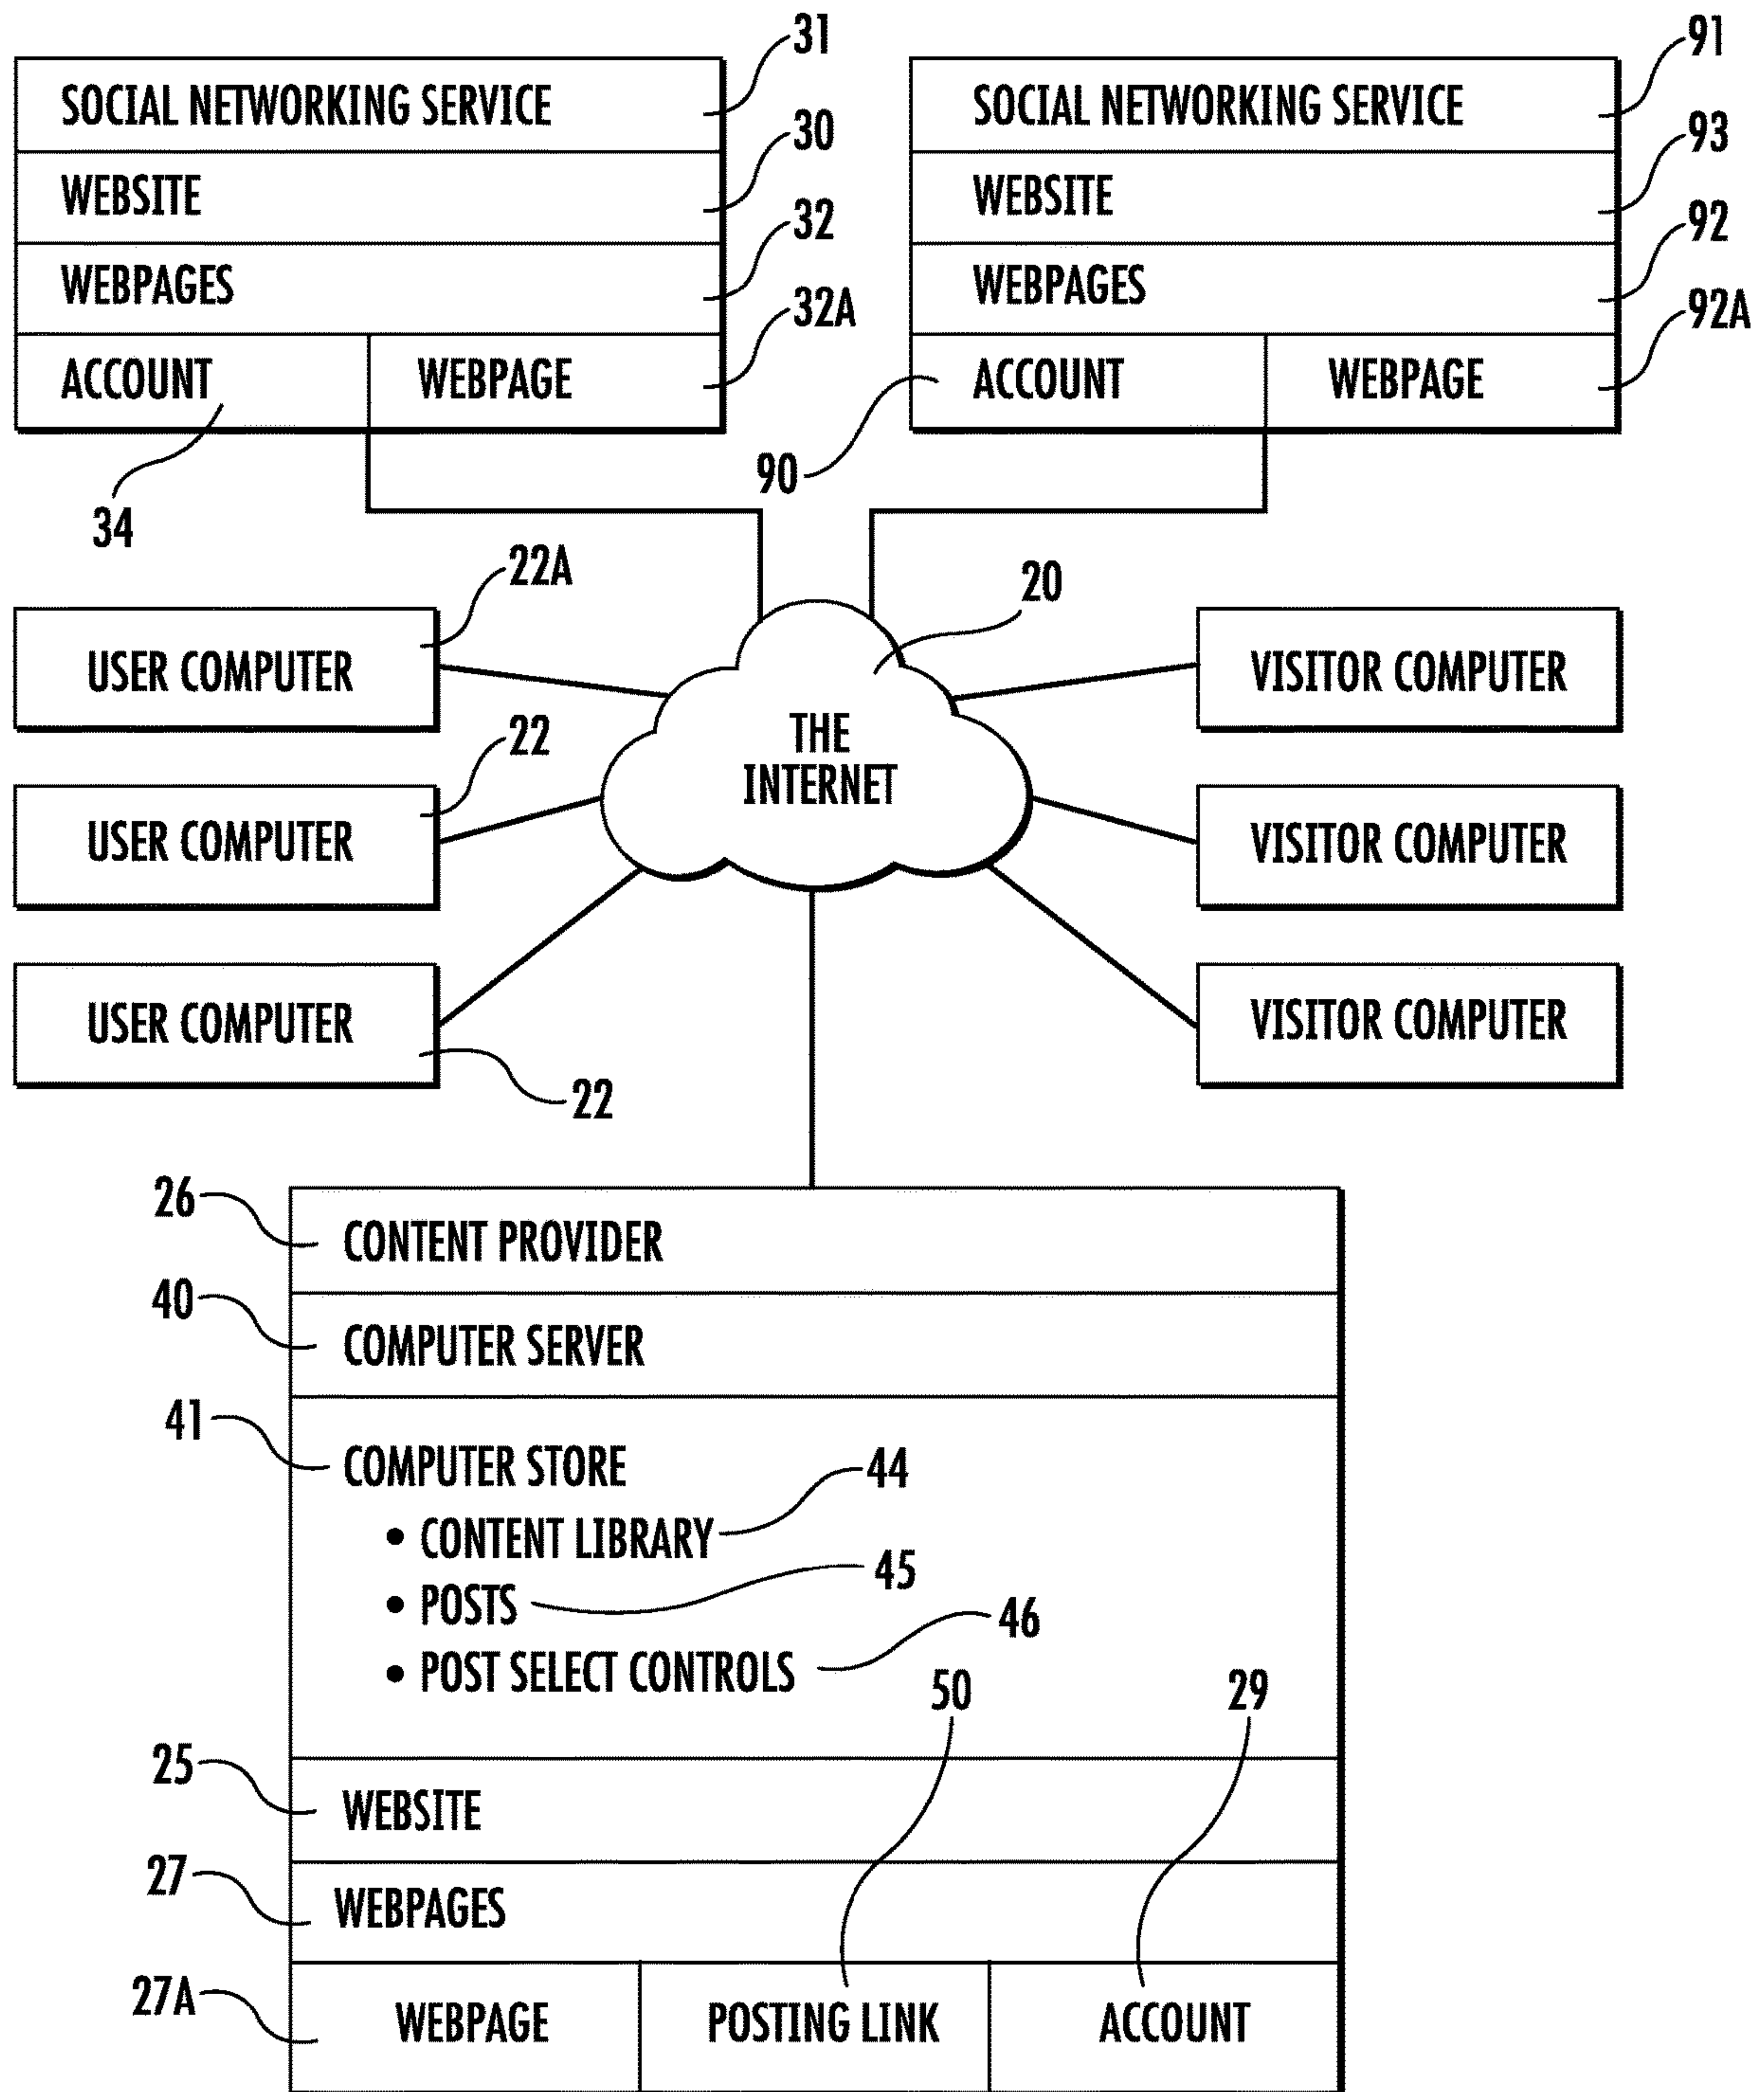 31
SOCIAL NETWORKING SERVICE
30
WEBSITE
32
WEBPAGES
32A
ACCOUNT WEBPAGE
34
91
SOCIAL NETWORKING SERVICE
93
WEBSITE
92
WEBPAGES
92A
ACCOUNT WEBPAGE
90
22A
USER COMPUTER
22
USER COMPUTER
USER COMPUTER
22
20
THE
INTERNET
VISITOR COMPUTER
VISITOR COMPUTER
VISITOR COMPUTER
26
CONTENT PROVIDER
40
COMPUTER SERVER
41
COMPUTER STORE
44
• CONTENT LIBRARY
45
• POSTS
46
• POST SELECT CONTROLS
50
29
25
WEBSITE
27
WEBPAGES
27A
WEBPAGE POSTING LINK ACCOUNT